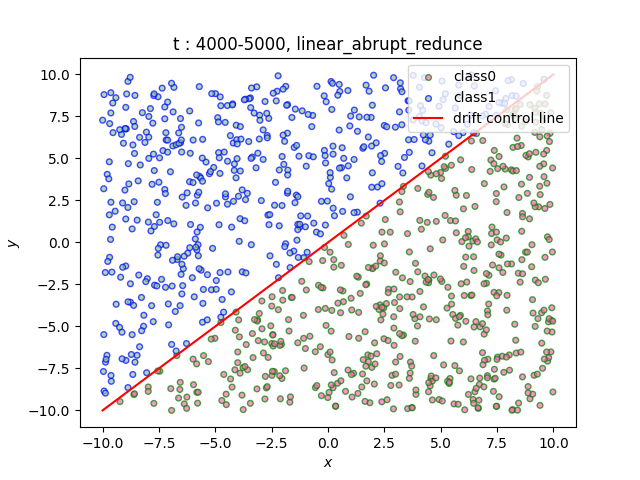 t : 4000-5000, linear_abrupt_redunce
class0
class1
drift control line
y
10.0
7.5
5.0
2.5
0.0
−2.5
−5.0
−7.5
−10.0
−10.0 −7.5 −5.0 −2.5 0.0 2.5 5.0 7.5 10.0
x